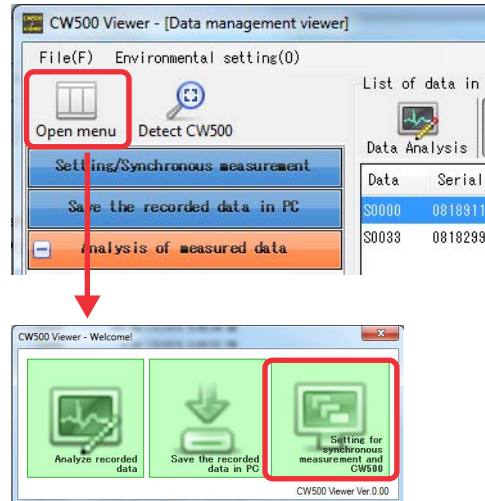 CW500 Viewer - [Data management viewer]
File(F) Environmental setting(O)
List of data in
Open menu
Detect CW500
Data Analysis
Setting/Synchronous measurement
Save the recorded data in PC
Analysis of measured data
Data Serial
S0000 0818911
S0033 0818299
CW500 Viewer - Welcome!
Analyze recorded
data
Save the recorded
data in PC
Setting for
synchronous
measurement and
CW500
CW500 Viewer Ver.0.00